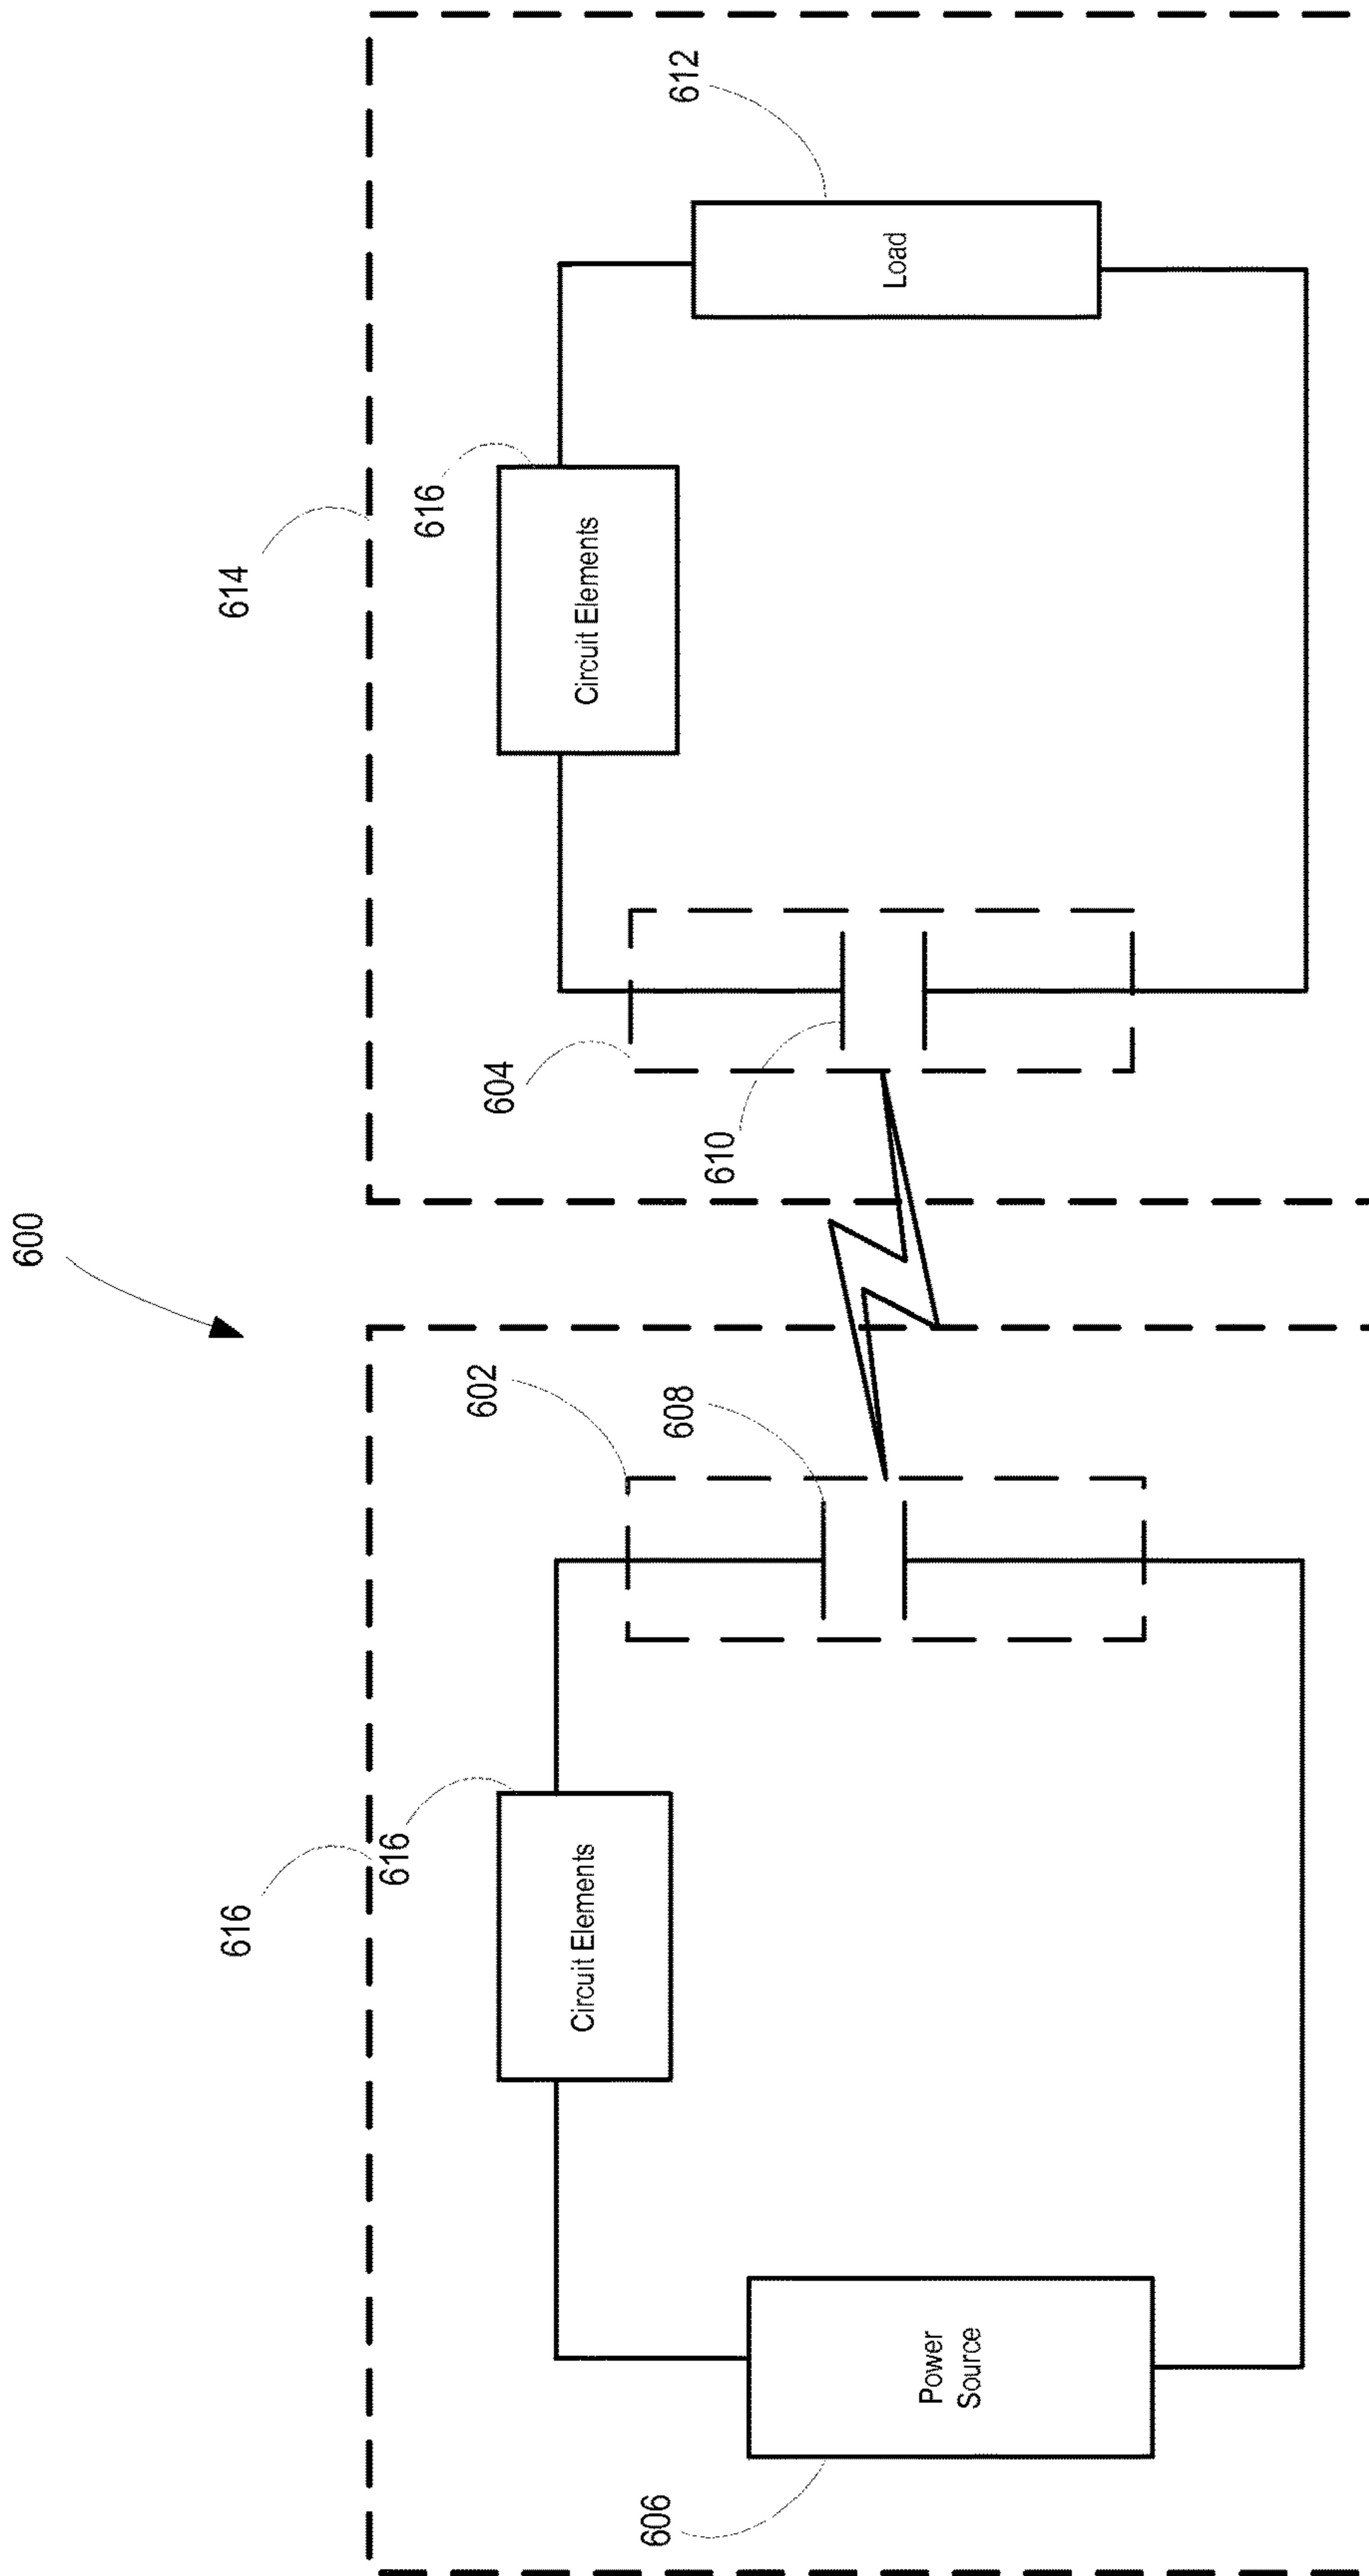 600
616
614
616
616
602
604
608
610
612
606
Circuit Elements
Circuit Elements
Power
Source
Load